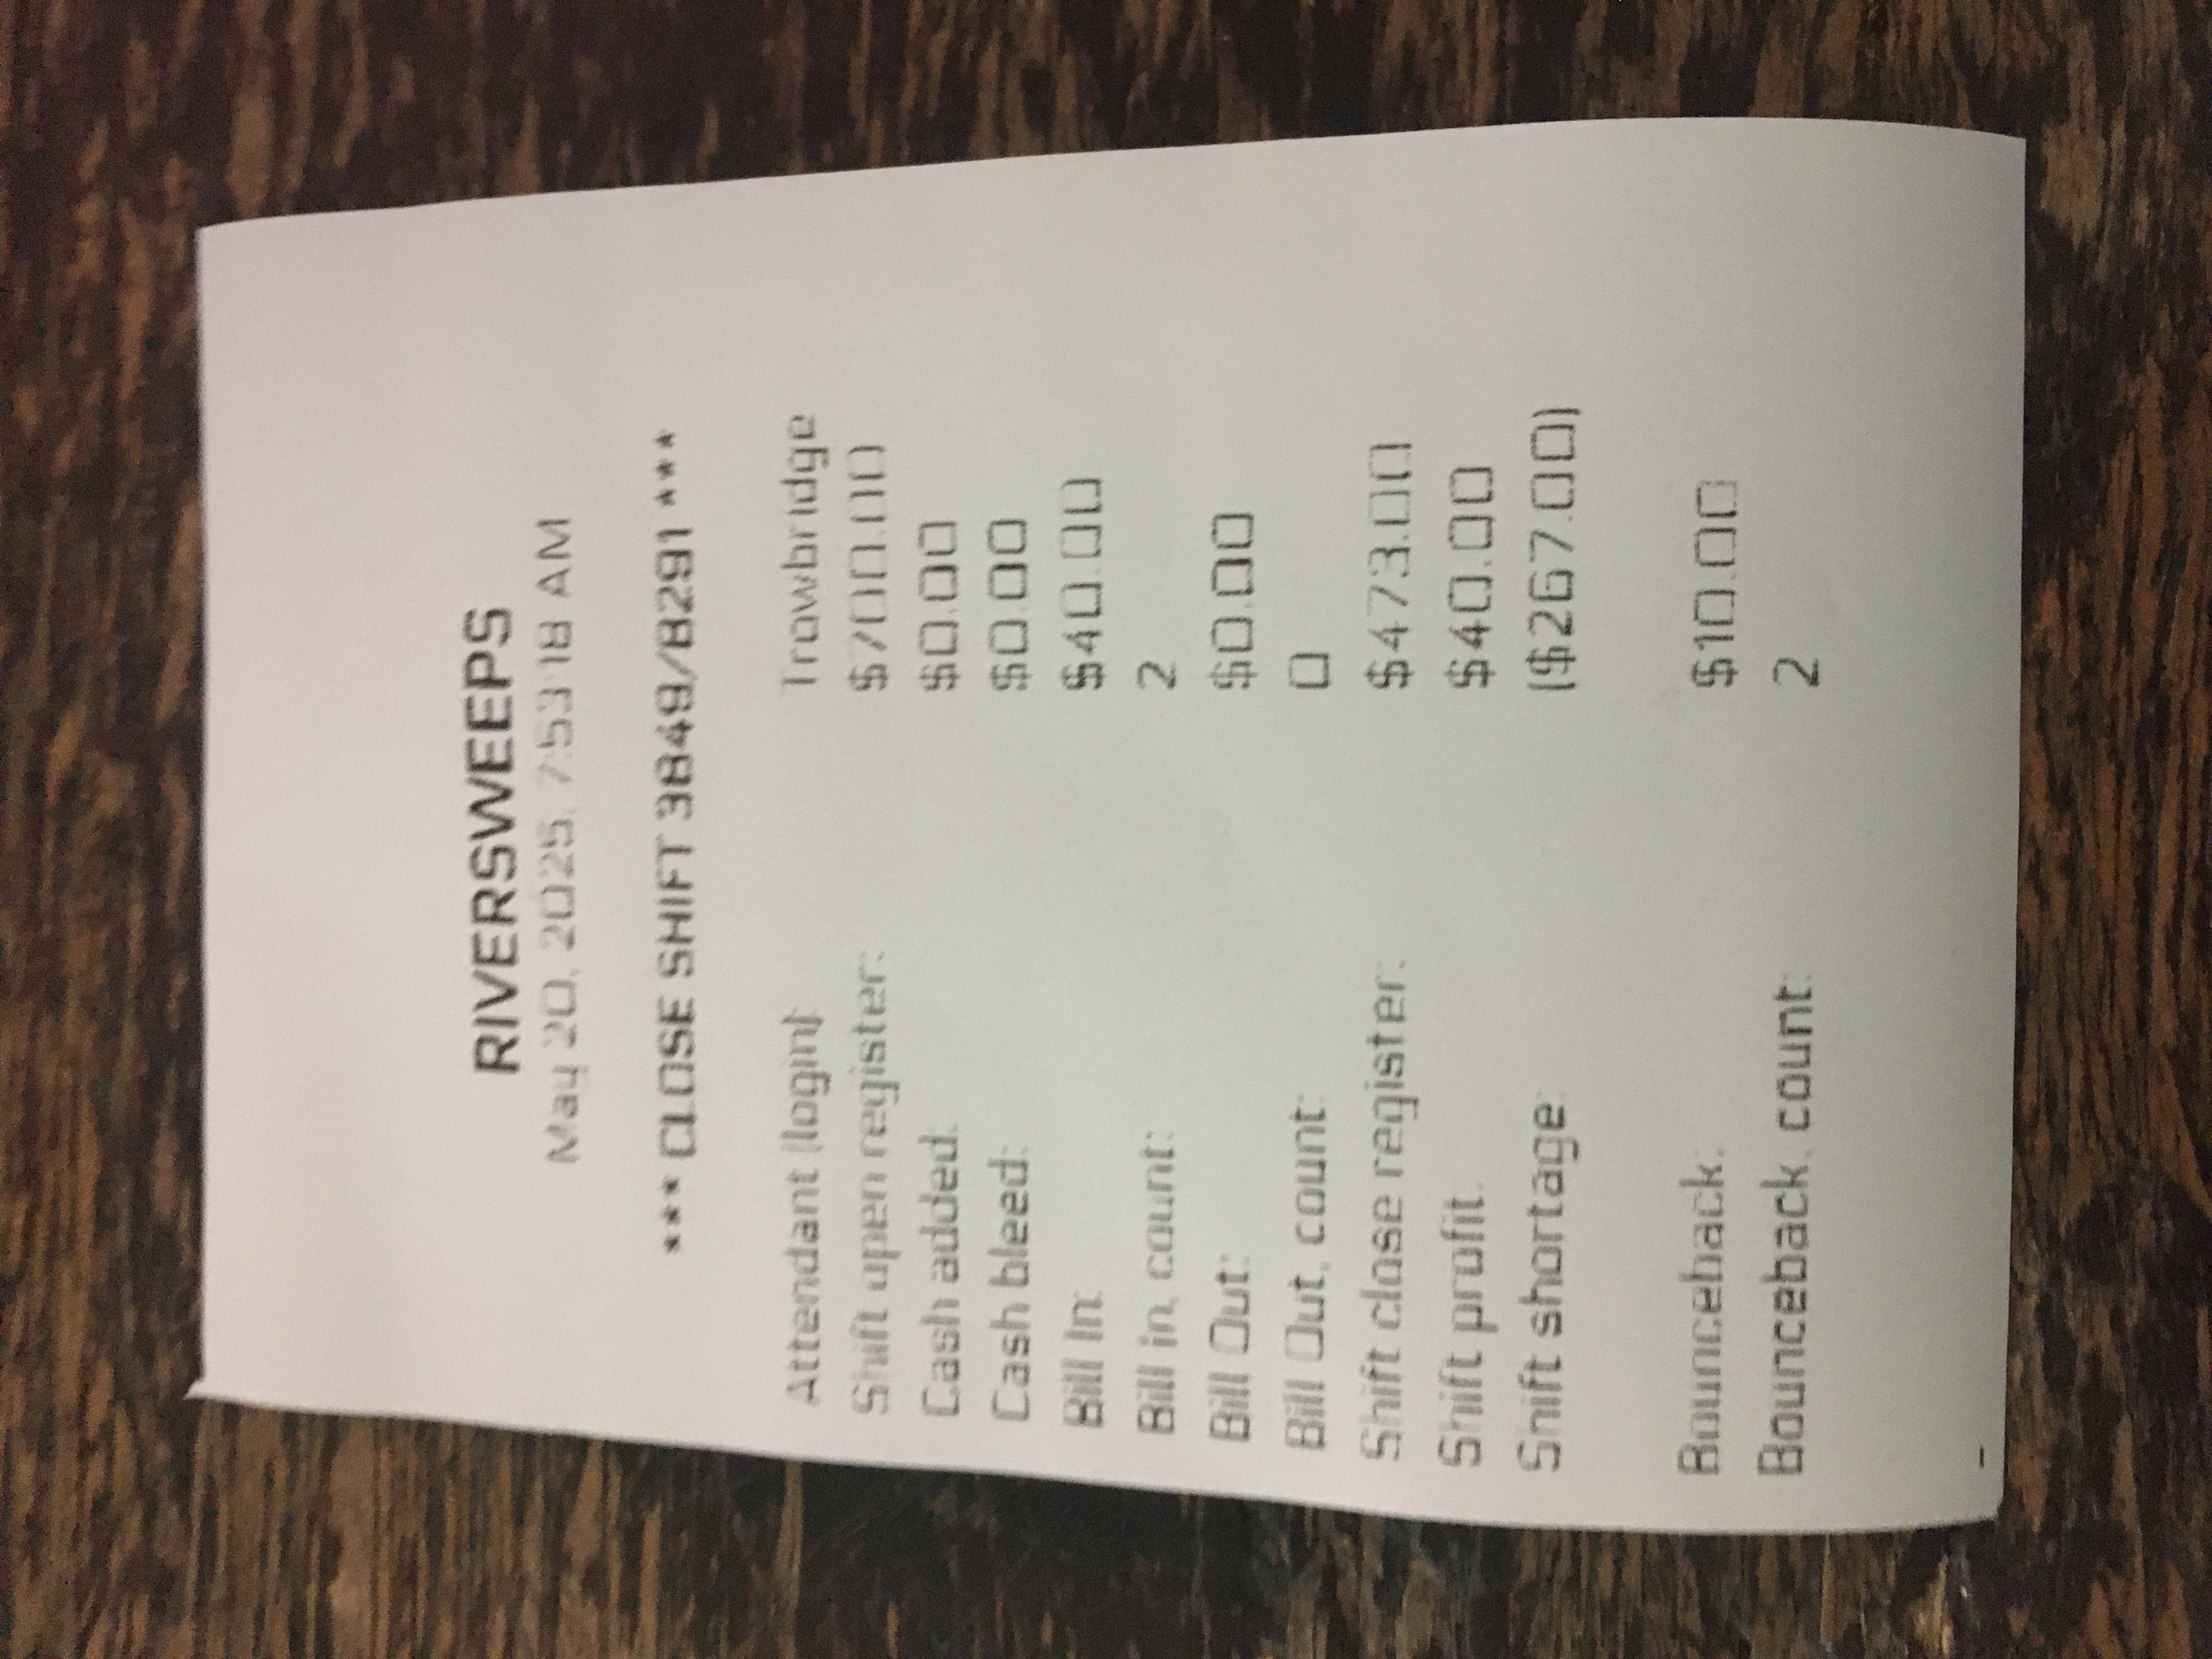 RIVERSWEEPS
May 20, 2025, 7:53:18 AM
*** CLOSE SHIFT 3849/8291 ***
Attendant (login): Trowbridge
Shift open register: $700.00
Cash added: $0.00
Cash bleed: $0.00
Bill In: $40.00
Bill in, count: 2
Bill Out: $0.00
Bill Out, count: 0
Shift close register: $473.00
Shift profit: $40.00
Shift shortage: ($267.00)
Bounceback: $10.00
Bounceback, count: 2